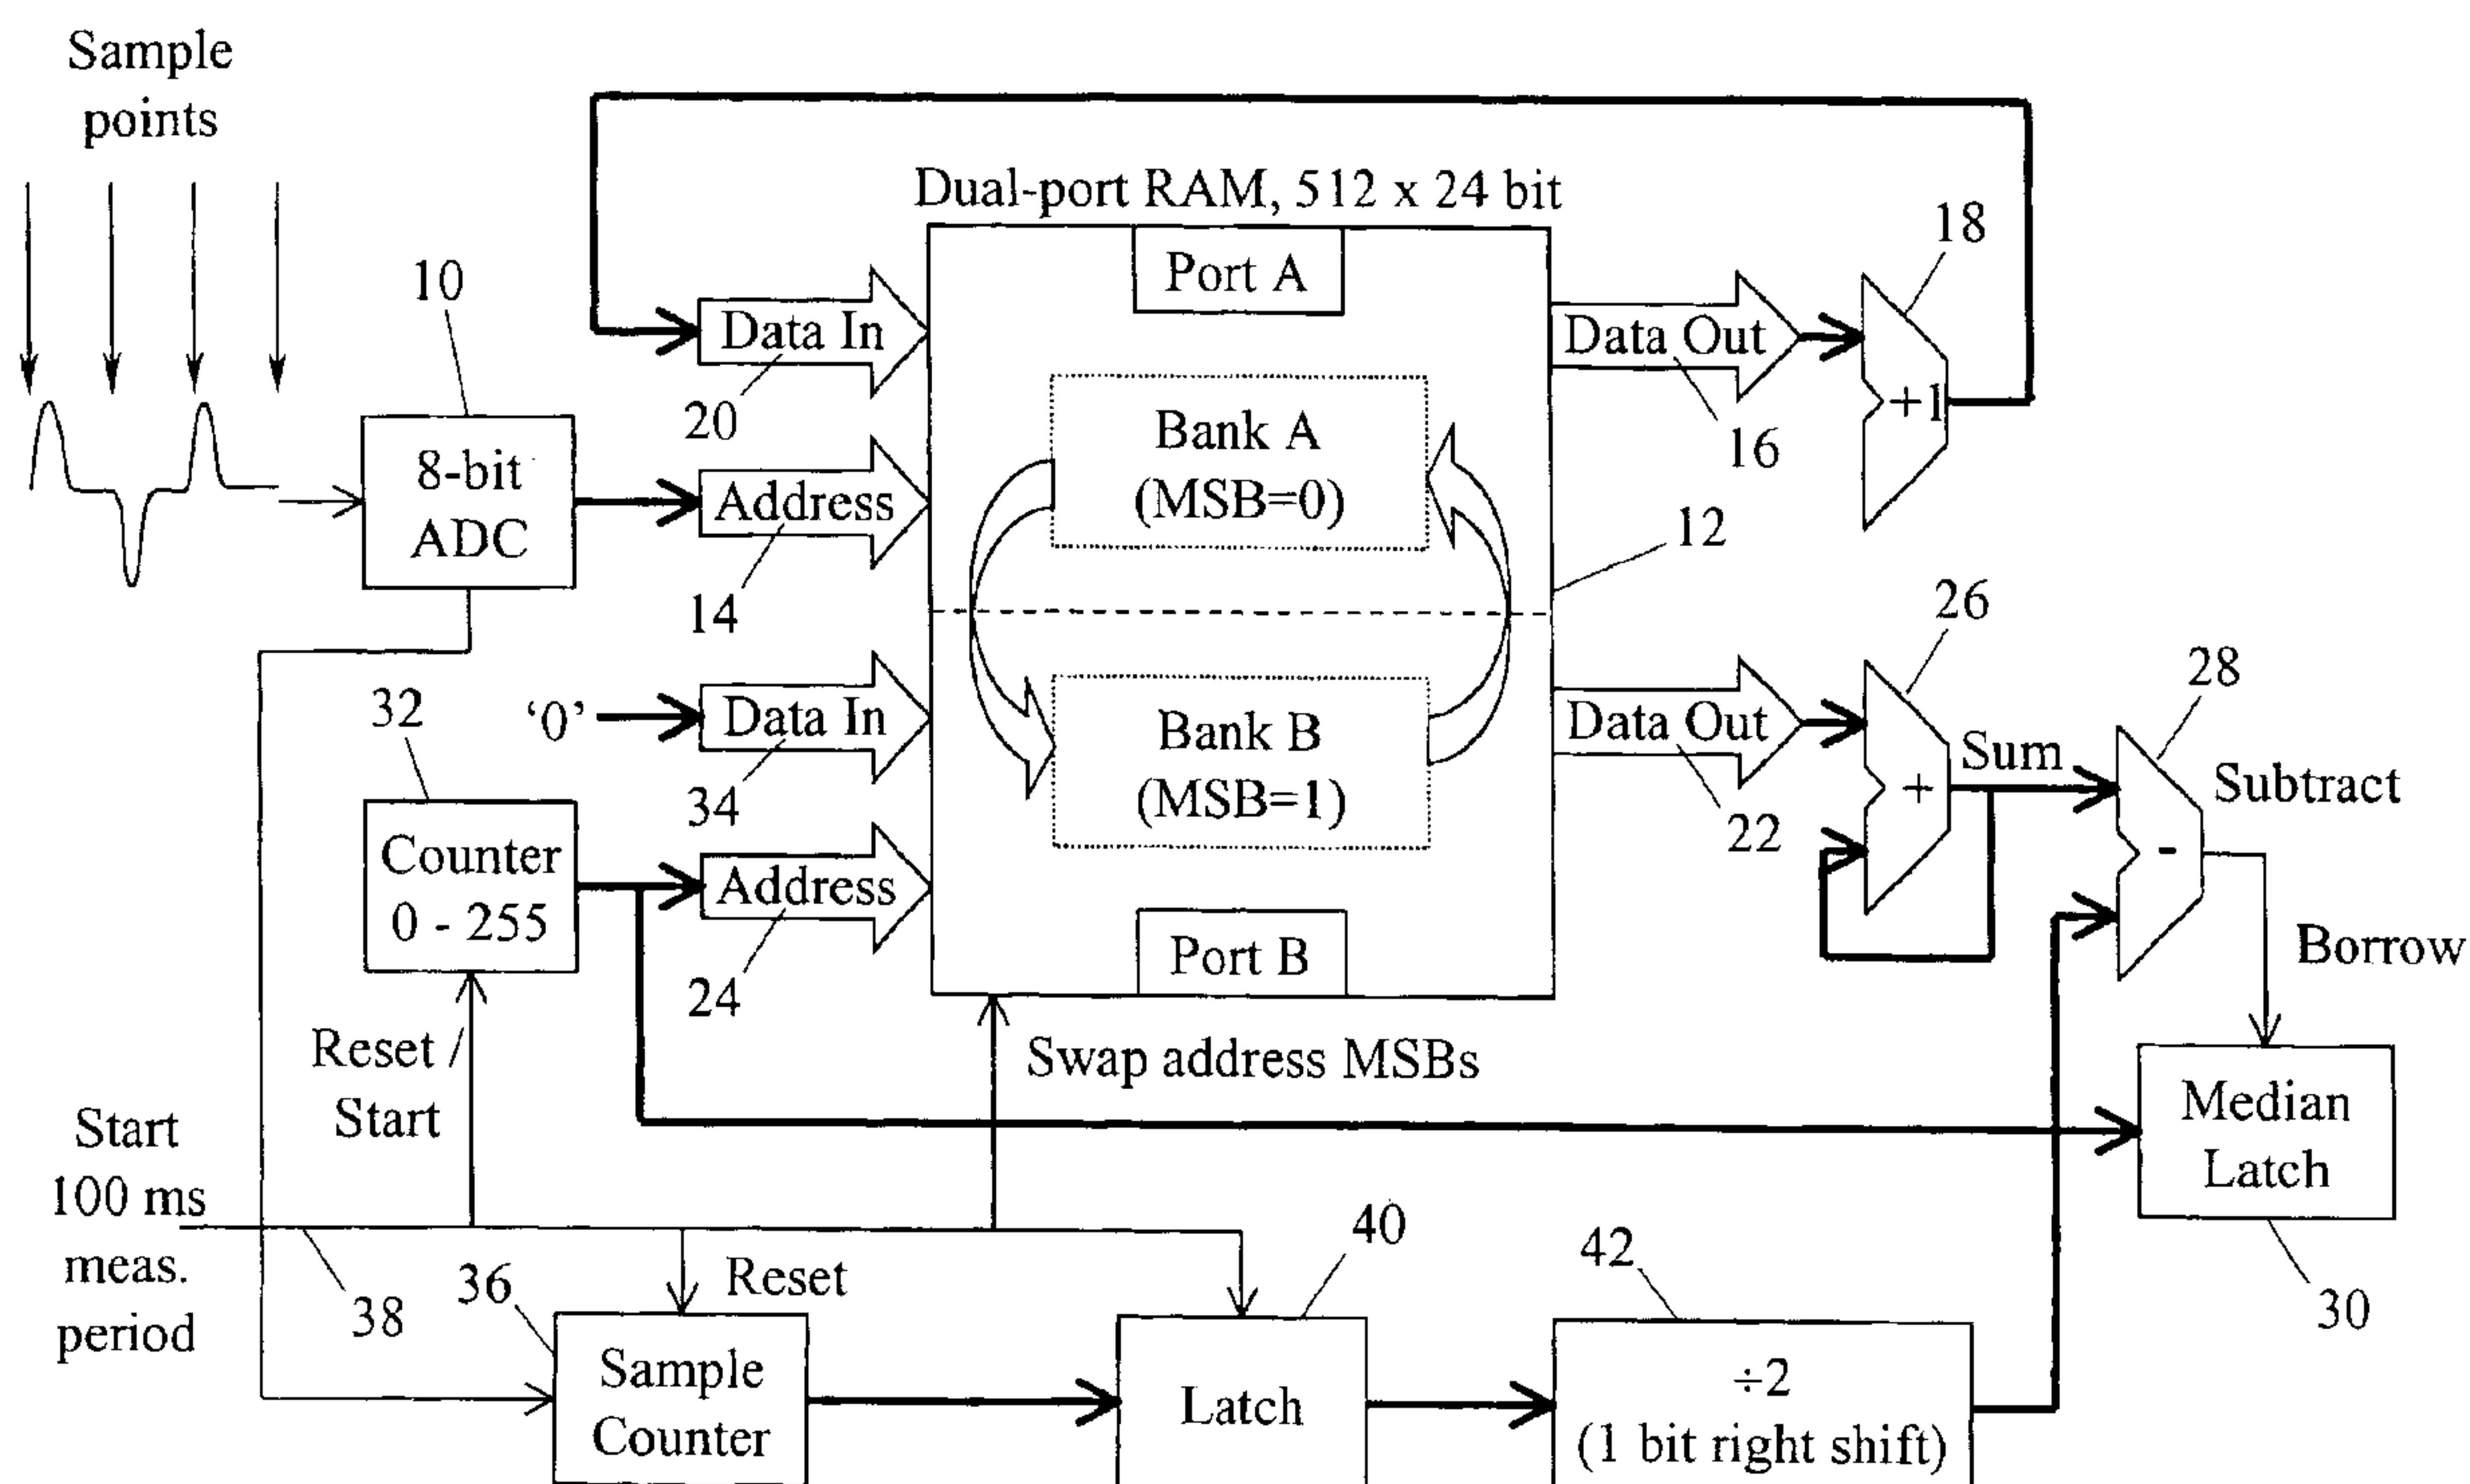 Sample
points
Dual-port RAM, 512 x 24 bit
18
Port A
10
Data In
Data Out
20
16
+1
Bank A
(MSB=0)
8-bit
ADC
Address
14
12
26
28
32
‘0’
Data In
Data Out
Bank B
(MSB=1)
34
22
+
Sum
Subtract
-
Counter
0 - 255
Address
24
Port B
Borrow
Reset /
Start
Swap address MSBs
Median
Latch
30
Start
100 ms
meas.
period
38
36
Reset
40
42
Sample
Counter
Latch
÷2
(1 bit right shift)